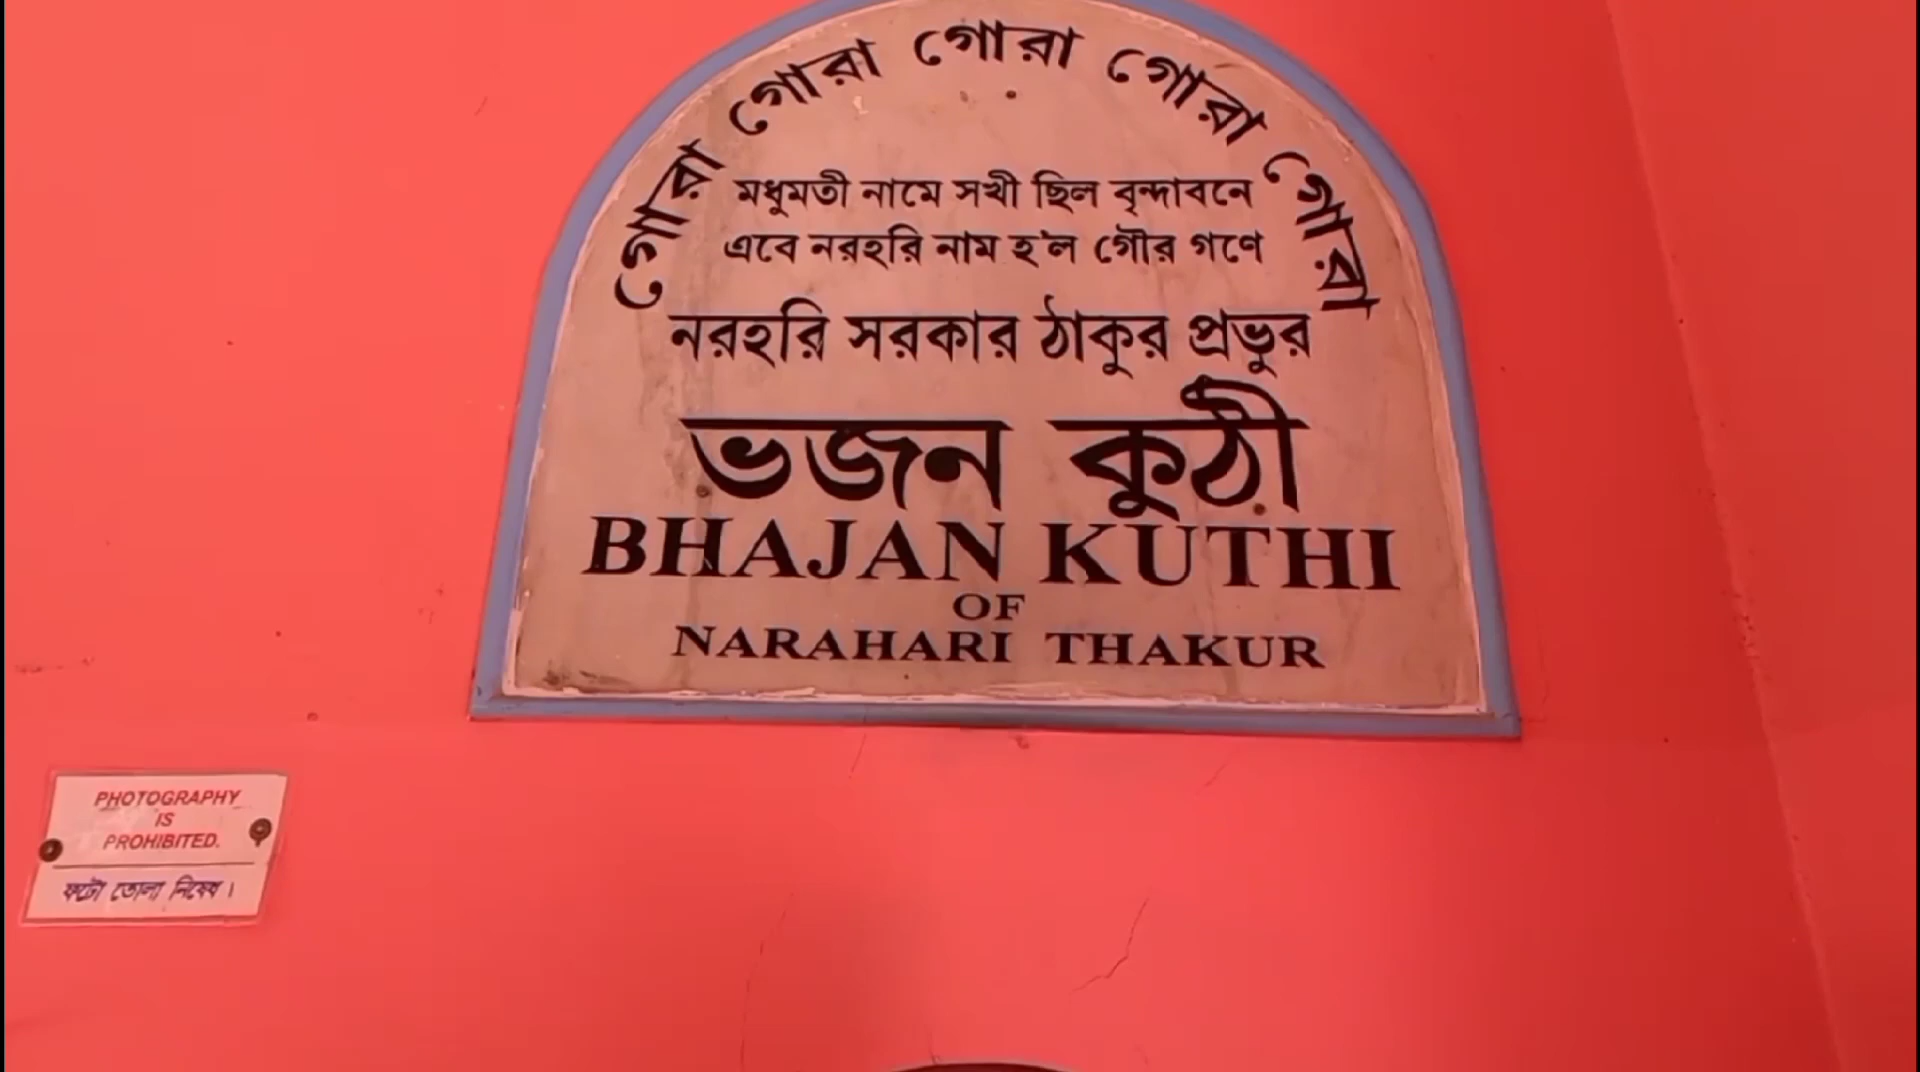 গোরা গোরা গোরা গোরা গোরা
মধুমতী নামে সখী ছিল বৃন্দাবনে
এবে নরহরি নাম হ'ল গৌর গণে
নরহরি সরকার ঠাকুর প্রভুর
ভজন কুঠী
BHAJAN KUTHI
OF
NARAHARI THAKUR
PHOTOGRAPHY
IS
PROHIBITED.
ফটো তোলা নিষেধ।